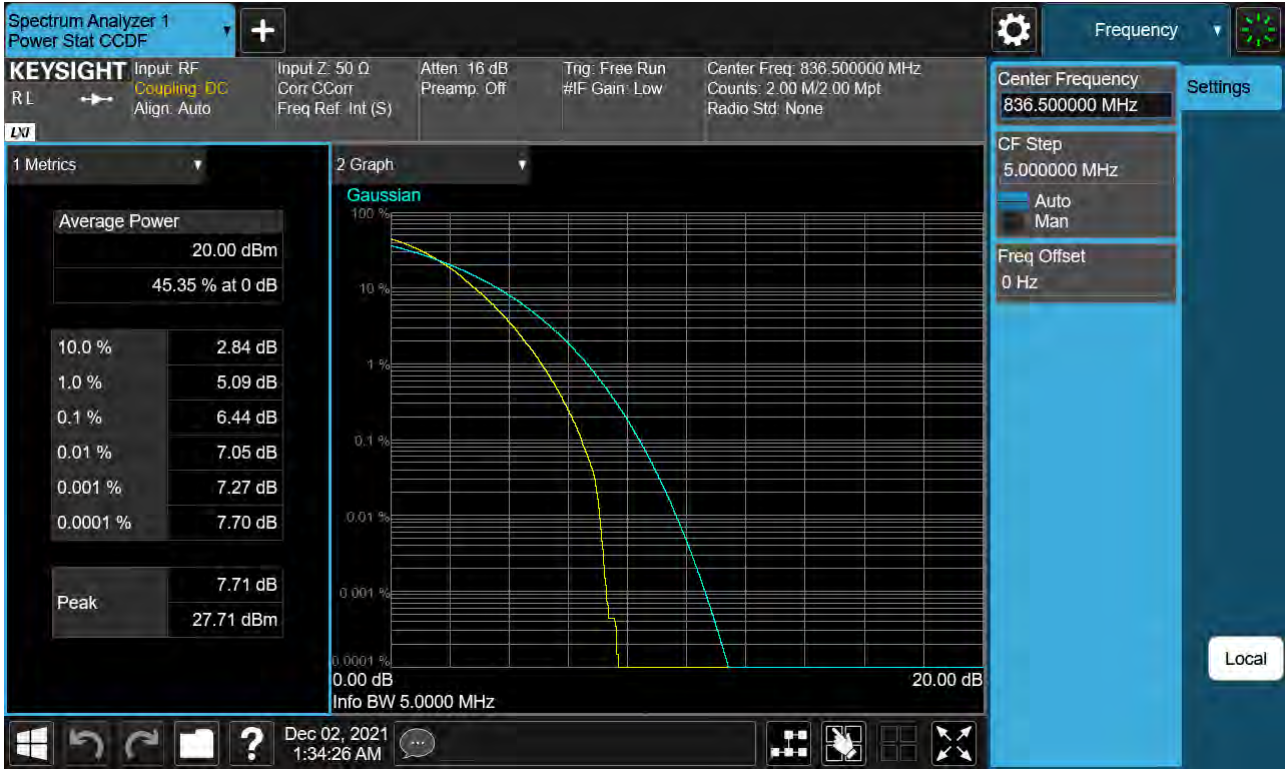 Spectrum Analyzer 1
Power Stat CCDF
+
Frequency
KEYSIGHT
R L
LXI
Input: RF
Coupling: DC
Align: Auto
Input Z: 50 Ω
Corr CCorr
Freq Ref: Int (S)
Atten: 16 dB
Preamp: Off
Trig: Free Run
#IF Gain: Low
Center Freq: 836.500000 MHz
Counts: 2.00 M/2.00 Mpt
Radio Std: None
Center Frequency
836.500000 MHz
Settings
CF Step
5.000000 MHz
Auto
Man
Freq Offset
0 Hz
1 Metrics
Average Power
20.00 dBm
45.35 % at 0 dB
10.0 % 2.84 dB
1.0 % 5.09 dB
0.1 % 6.44 dB
0.01 % 7.05 dB
0.001 % 7.27 dB
0.0001 % 7.70 dB
Peak
7.71 dB
27.71 dBm
2 Graph
Gaussian
100 %
10 %
1 %
0.1 %
0.01 %
0.001 %
0.0001 %
0.00 dB 20.00 dB
Info BW 5.0000 MHz
Local
?
Dec 02, 2021
1:34:26 AM